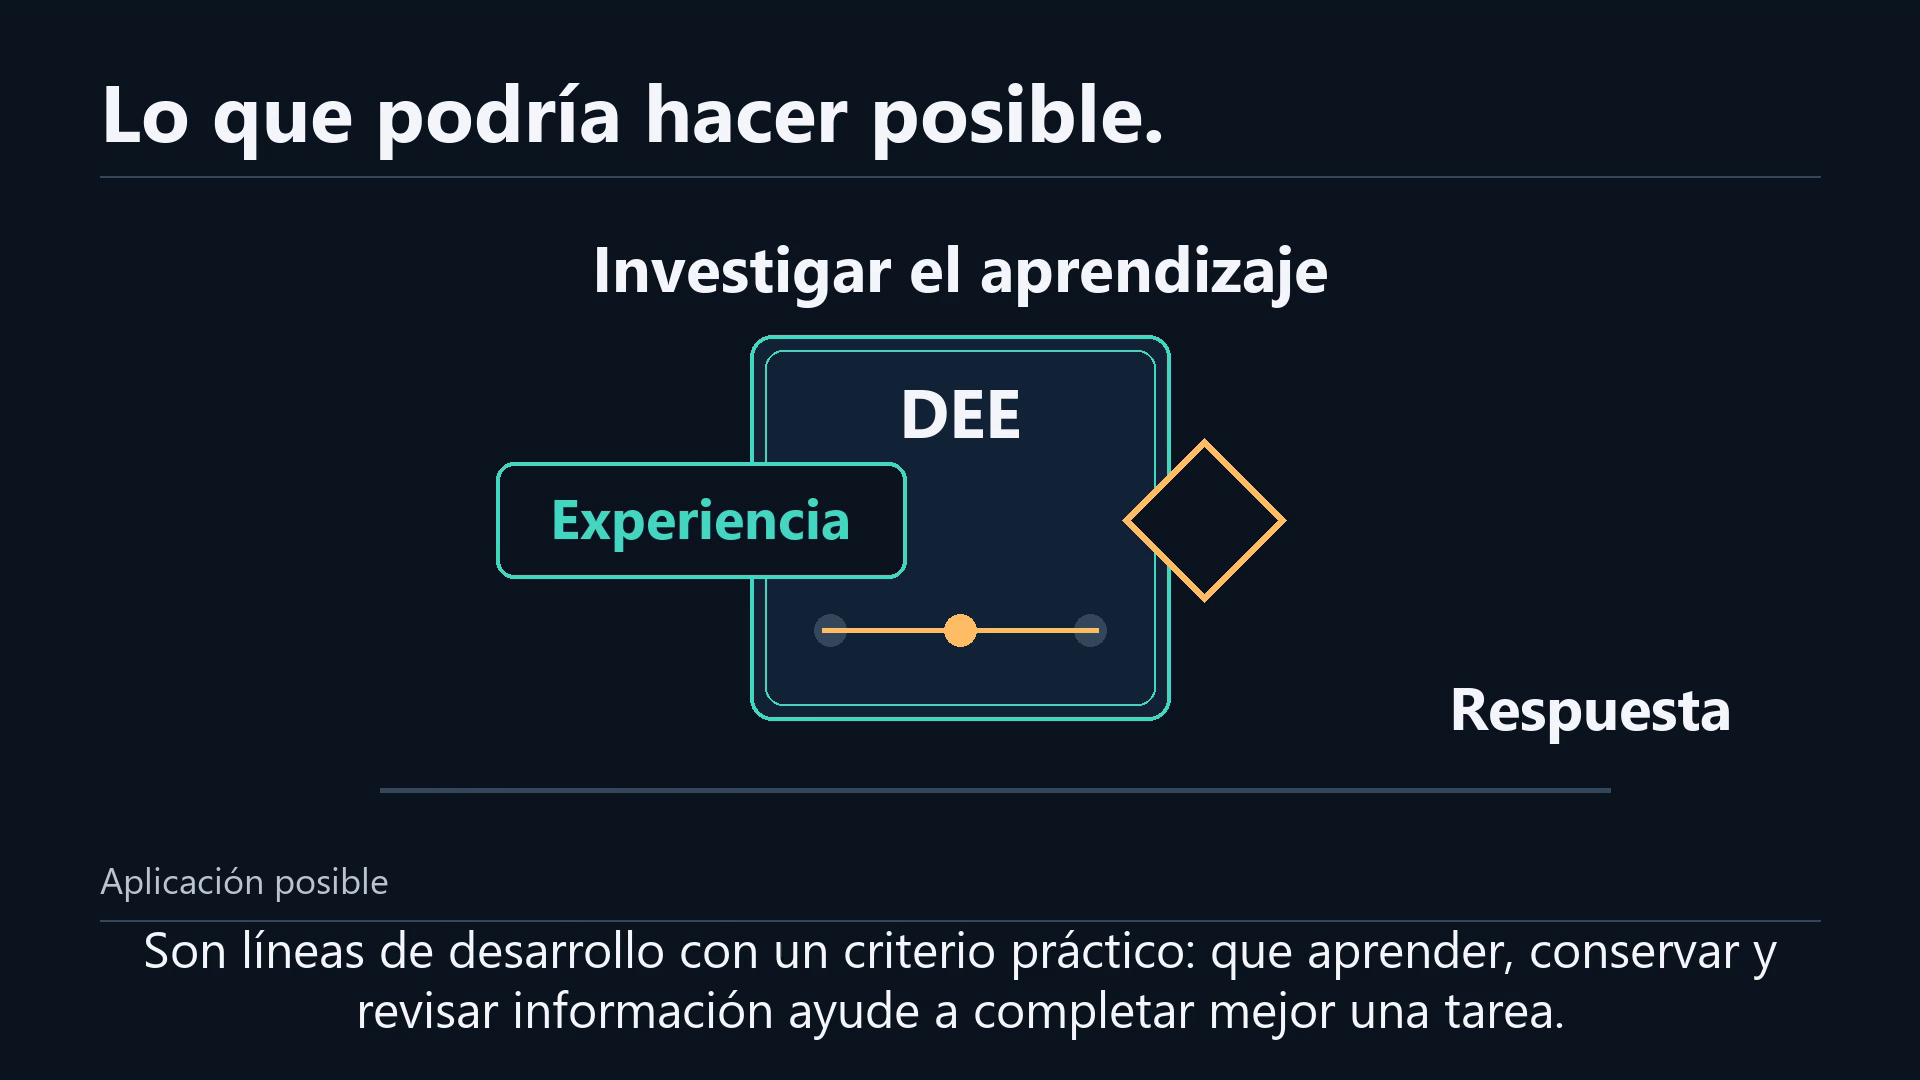 Lo que podría hacer posible.
Investigar el aprendizaje
DEE
Experiencia
Respuesta
Aplicación posible
Son líneas de desarrollo con un criterio práctico: que aprender, conservar y
revisar información ayude a completar mejor una tarea.